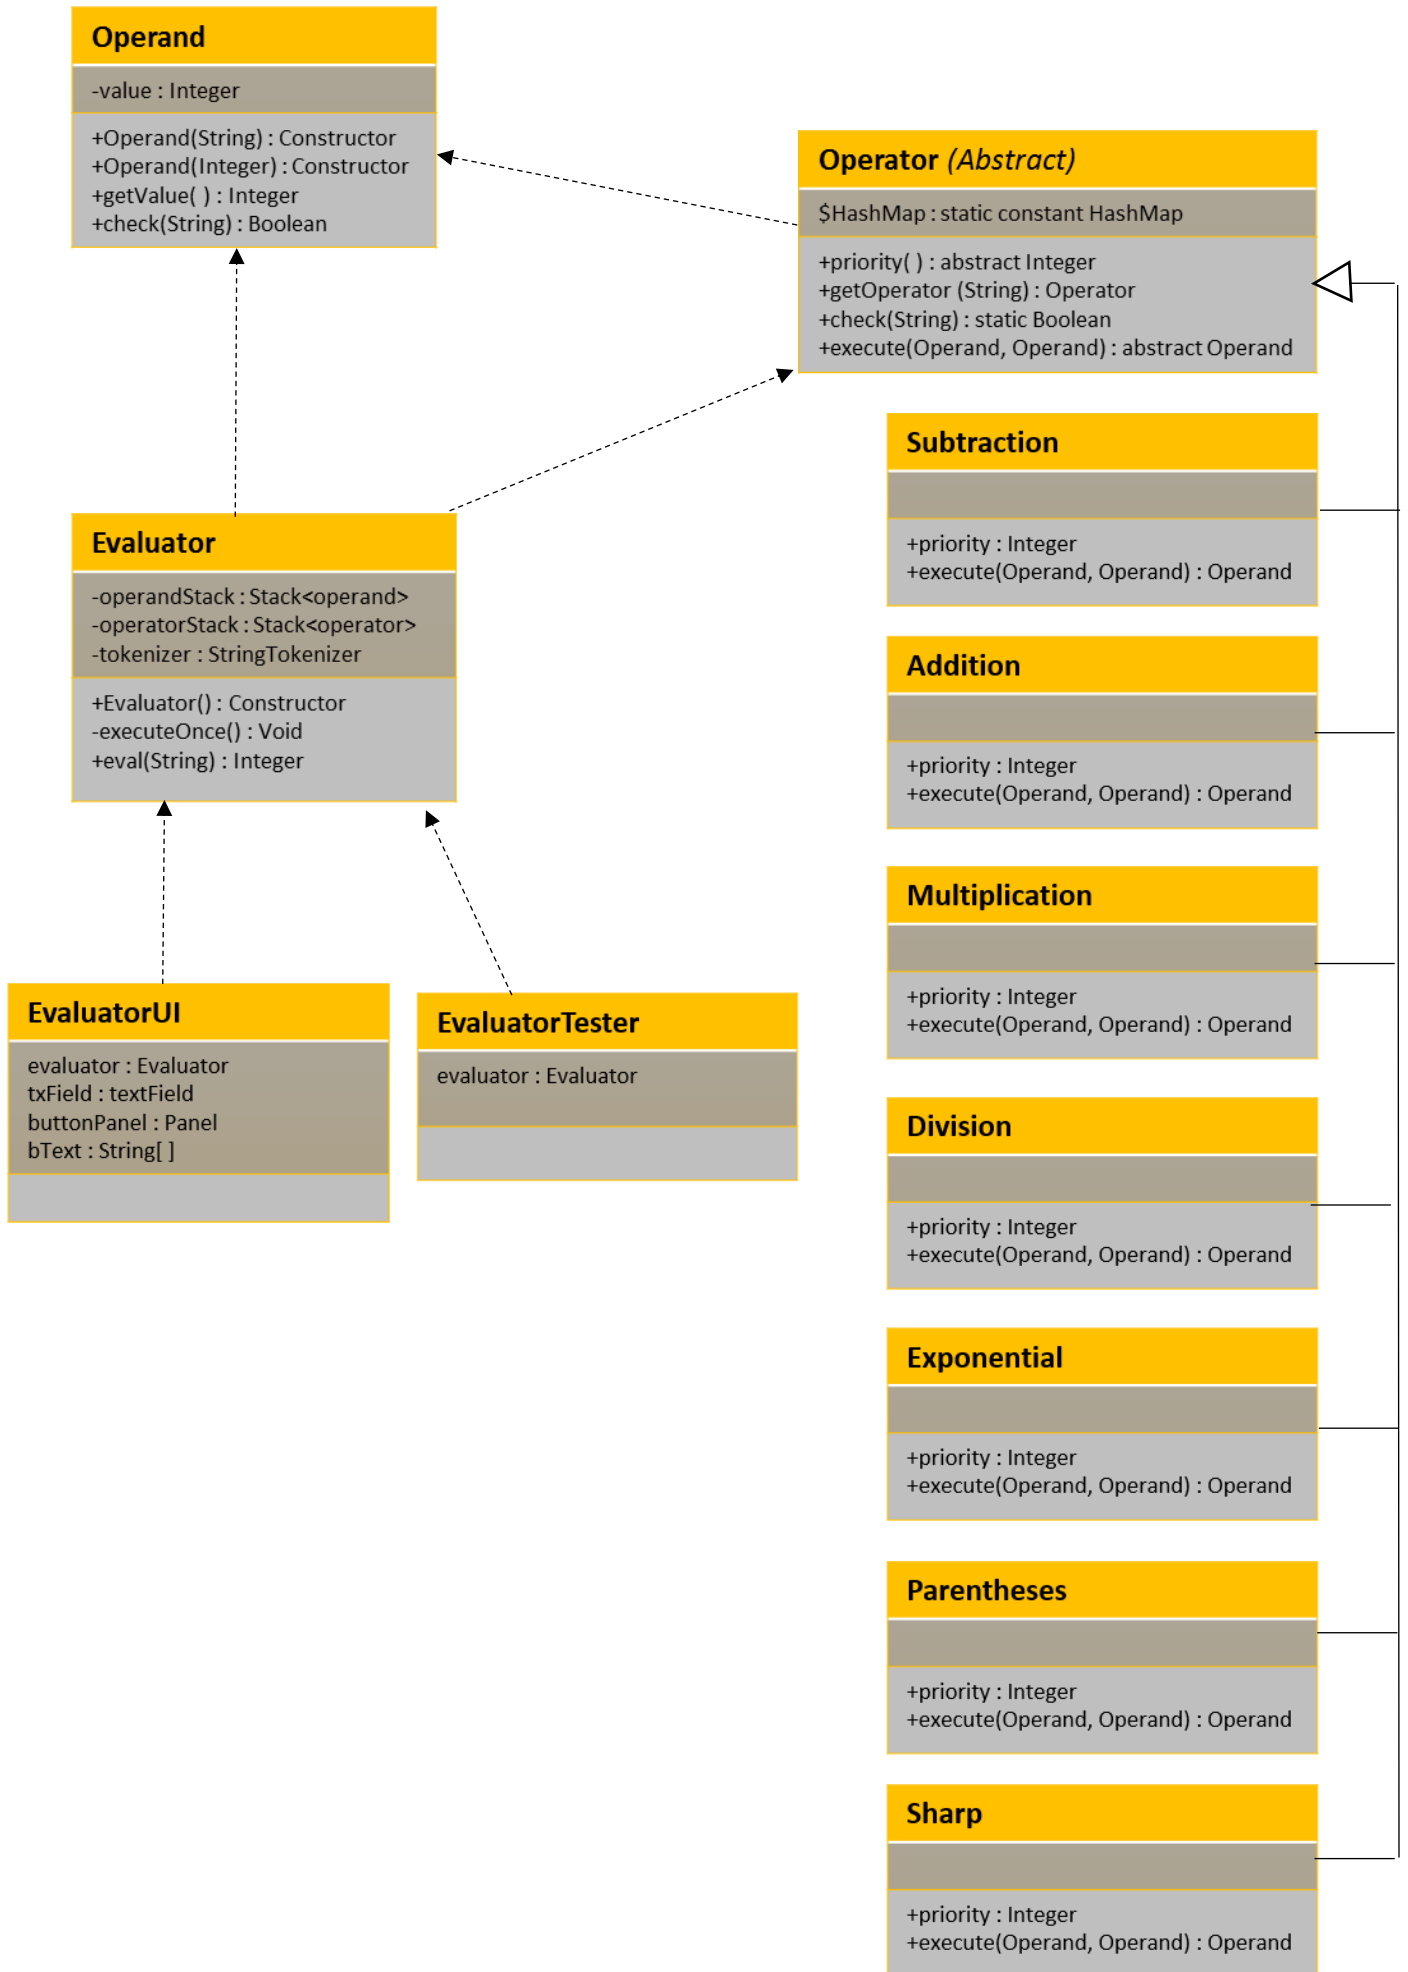 Operand
-value : Integer
+Operand(String) : Constructor
+Operand(Integer) : Constructor
+getValue( ) : Integer
+check(String) : Boolean
Operator (Abstract)
$HashMap : static constant HashMap
+priority( ) : abstract Integer
+getOperator (String) : Operator
+check(String) : static Boolean
+execute(Operand, Operand) : abstract Operand
Evaluator
-operandStack : Stack<operand>
-operatorStack : Stack<operator>
-tokenizer : StringTokenizer
+Evaluator() : Constructor
-executeOnce() : Void
+eval(String) : Integer
EvaluatorUI
evaluator : Evaluator
txField : textField
buttonPanel : Panel
bText : String[ ]
EvaluatorTester
evaluator : Evaluator
Subtraction
+priority : Integer
+execute(Operand, Operand) : Operand
Addition
+priority : Integer
+execute(Operand, Operand) : Operand
Multiplication
+priority : Integer
+execute(Operand, Operand) : Operand
Division
+priority : Integer
+execute(Operand, Operand) : Operand
Exponential
+priority : Integer
+execute(Operand, Operand) : Operand
Parentheses
+priority : Integer
+execute(Operand, Operand) : Operand
Sharp
+priority : Integer
+execute(Operand, Operand) : Operand